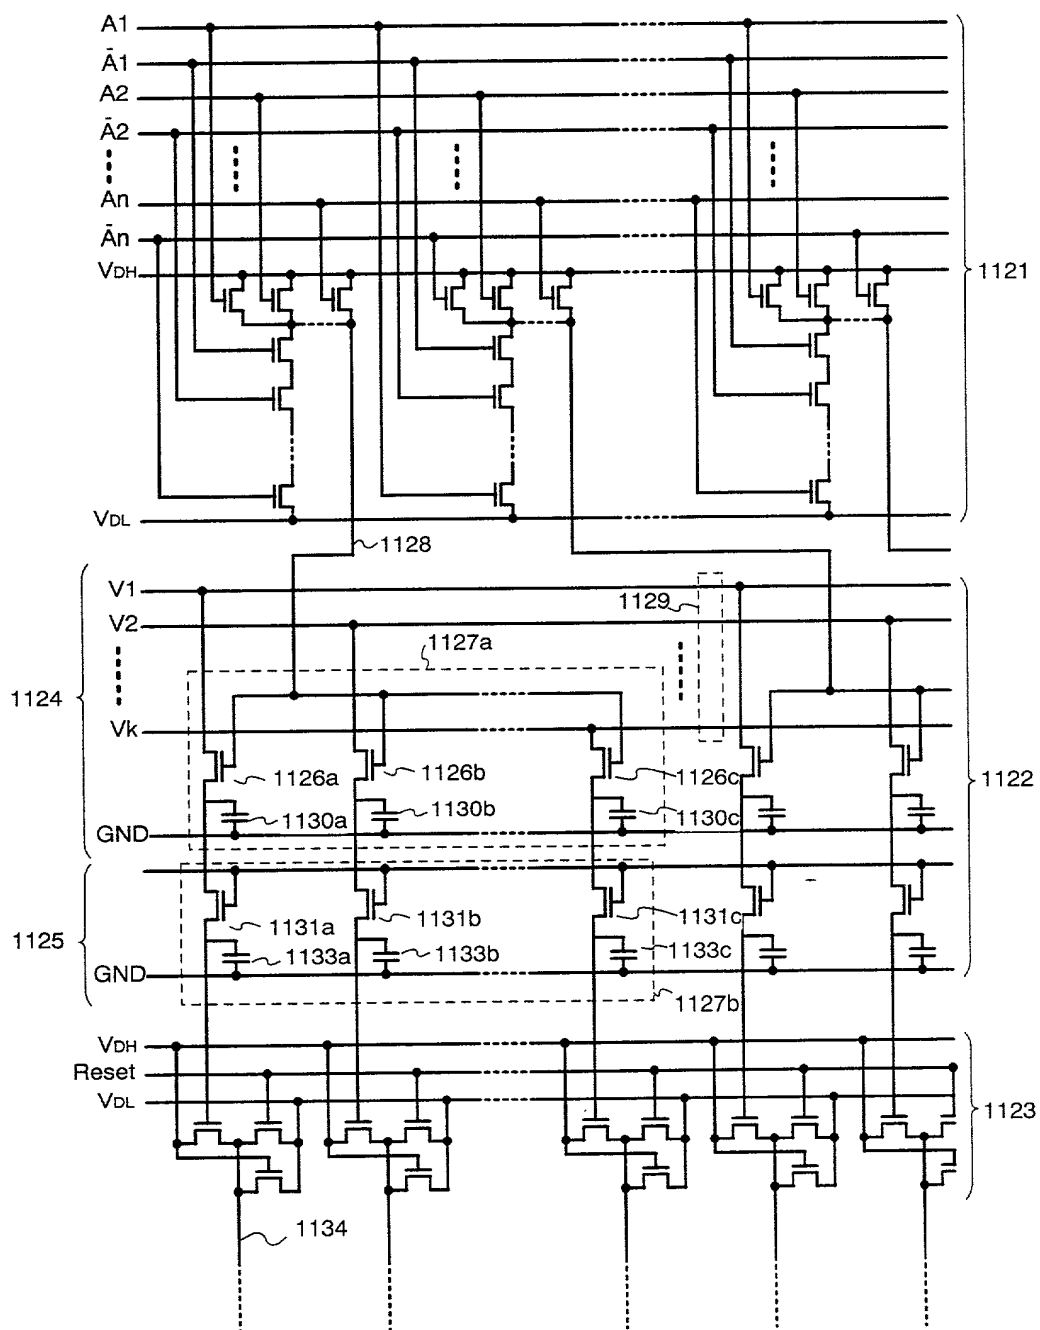 A1
Ā1
A2
Ā2
An
Ān
VDH
1121
VDL
1128
V1
1129
V2
1127a
1124
Vk
1126a
1126b
1126c
1122
1130a
1130b
1130c
GND
1131a
1131b
1131c
1125
1133a
1133b
1133c
GND
1127b
VDH
Reset
VDL
1123
1134